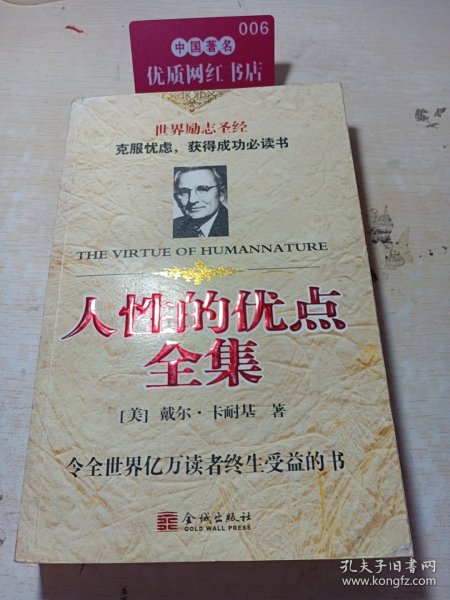 006
中国著名
优质网红书店
世界励志圣经
克服忧虑，获得成功必读书
THE VIRTUE OF HUMANNATURE
人性的优点
全集
［美］戴尔·卡耐基 著
令全世界亿万读者终生受益的书
金城出版社
GOLD WALL PRESS
孔夫子旧书网
www.kongfz.com